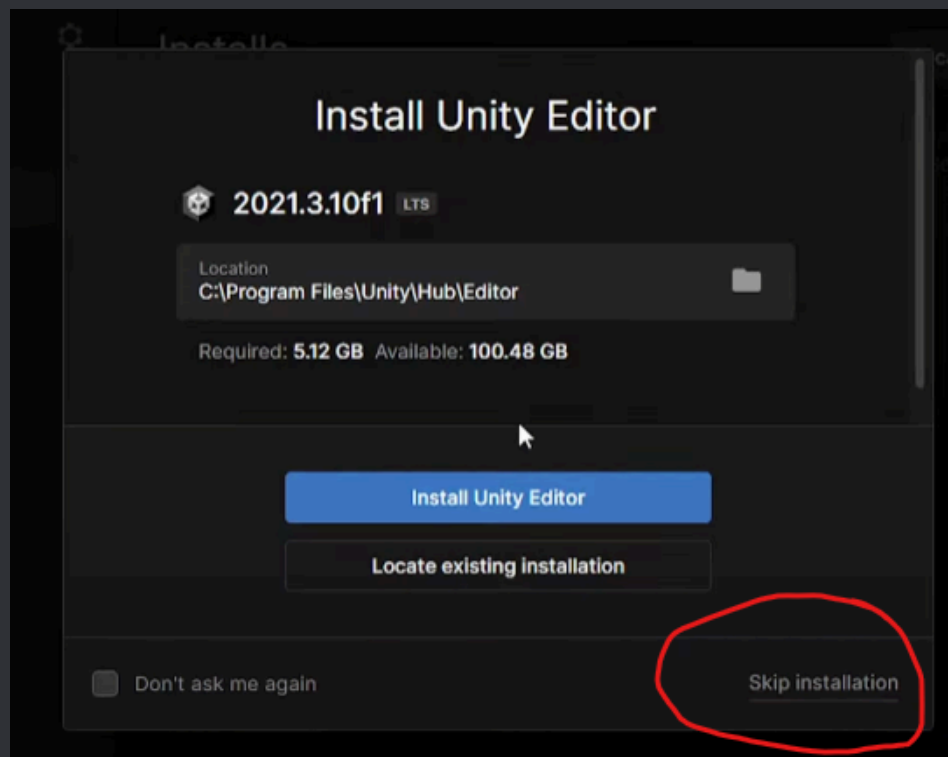 Installs
Install Unity Editor
2021.3.10f1 LTS
Location
C:\Program Files\Unity\Hub\Editor
Required: 5.12 GB Available: 100.48 GB
Install Unity Editor
Locate existing installation
Don't ask me again
Skip installation